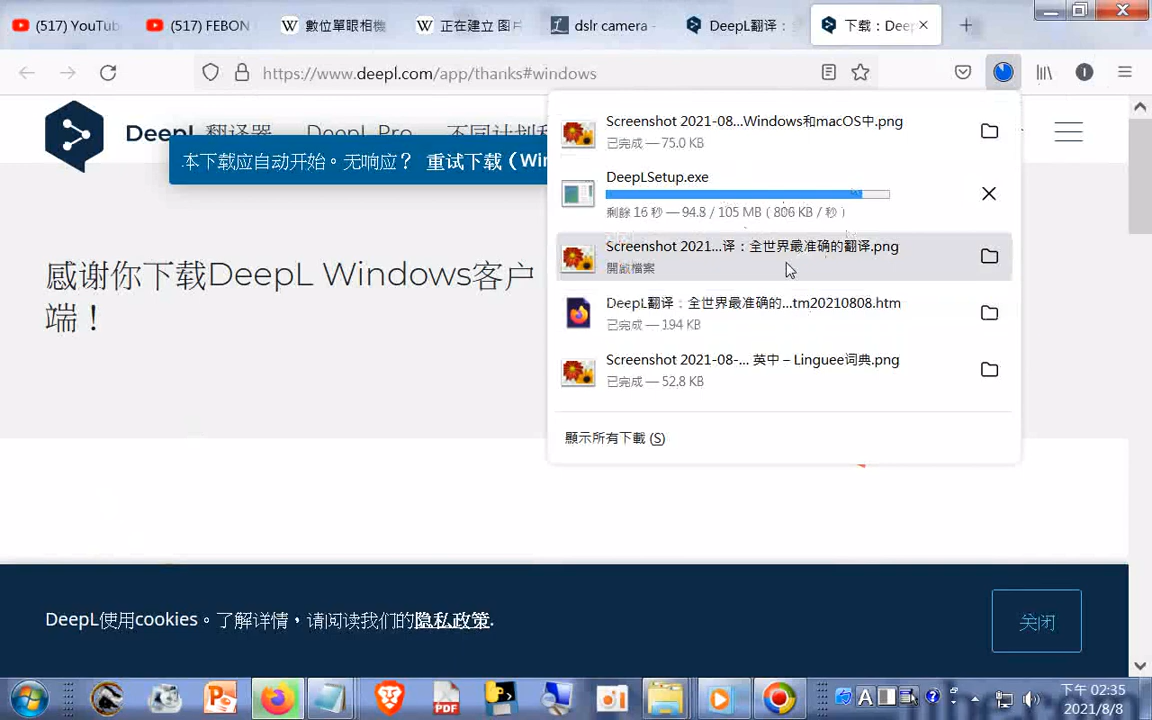 (517) YouTub
(517) FEBON
數位單眼相機
正在建立 图片
dslr camera -
DeepL翻译：
下载：Deep
https://www.deepl.com/app/thanks#windows
DeepL 翻译器
DeepL Pro
不同计划和
本下载应自动开始。无响应？ 重试下载（Win
感谢你下载DeepL Windows客户
端！
Screenshot 2021-08...Windows和macOS中.png
已完成 — 75.0 KB
DeepLSetup.exe
剩餘 16 秒 — 94.8 / 105 MB ( 806 KB / 秒 )
Screenshot 2021...译：全世界最准确的翻译.png
開啟檔案
DeepL翻译：全世界最准确的...tm20210808.htm
已完成 — 194 KB
Screenshot 2021-08-... 英中 – Linguee词典.png
已完成 — 52.8 KB
顯示所有下載 (S)
DeepL使用cookies。了解详情，请阅读我们的隐私政策.
关闭
下午 02:35
2021/8/8